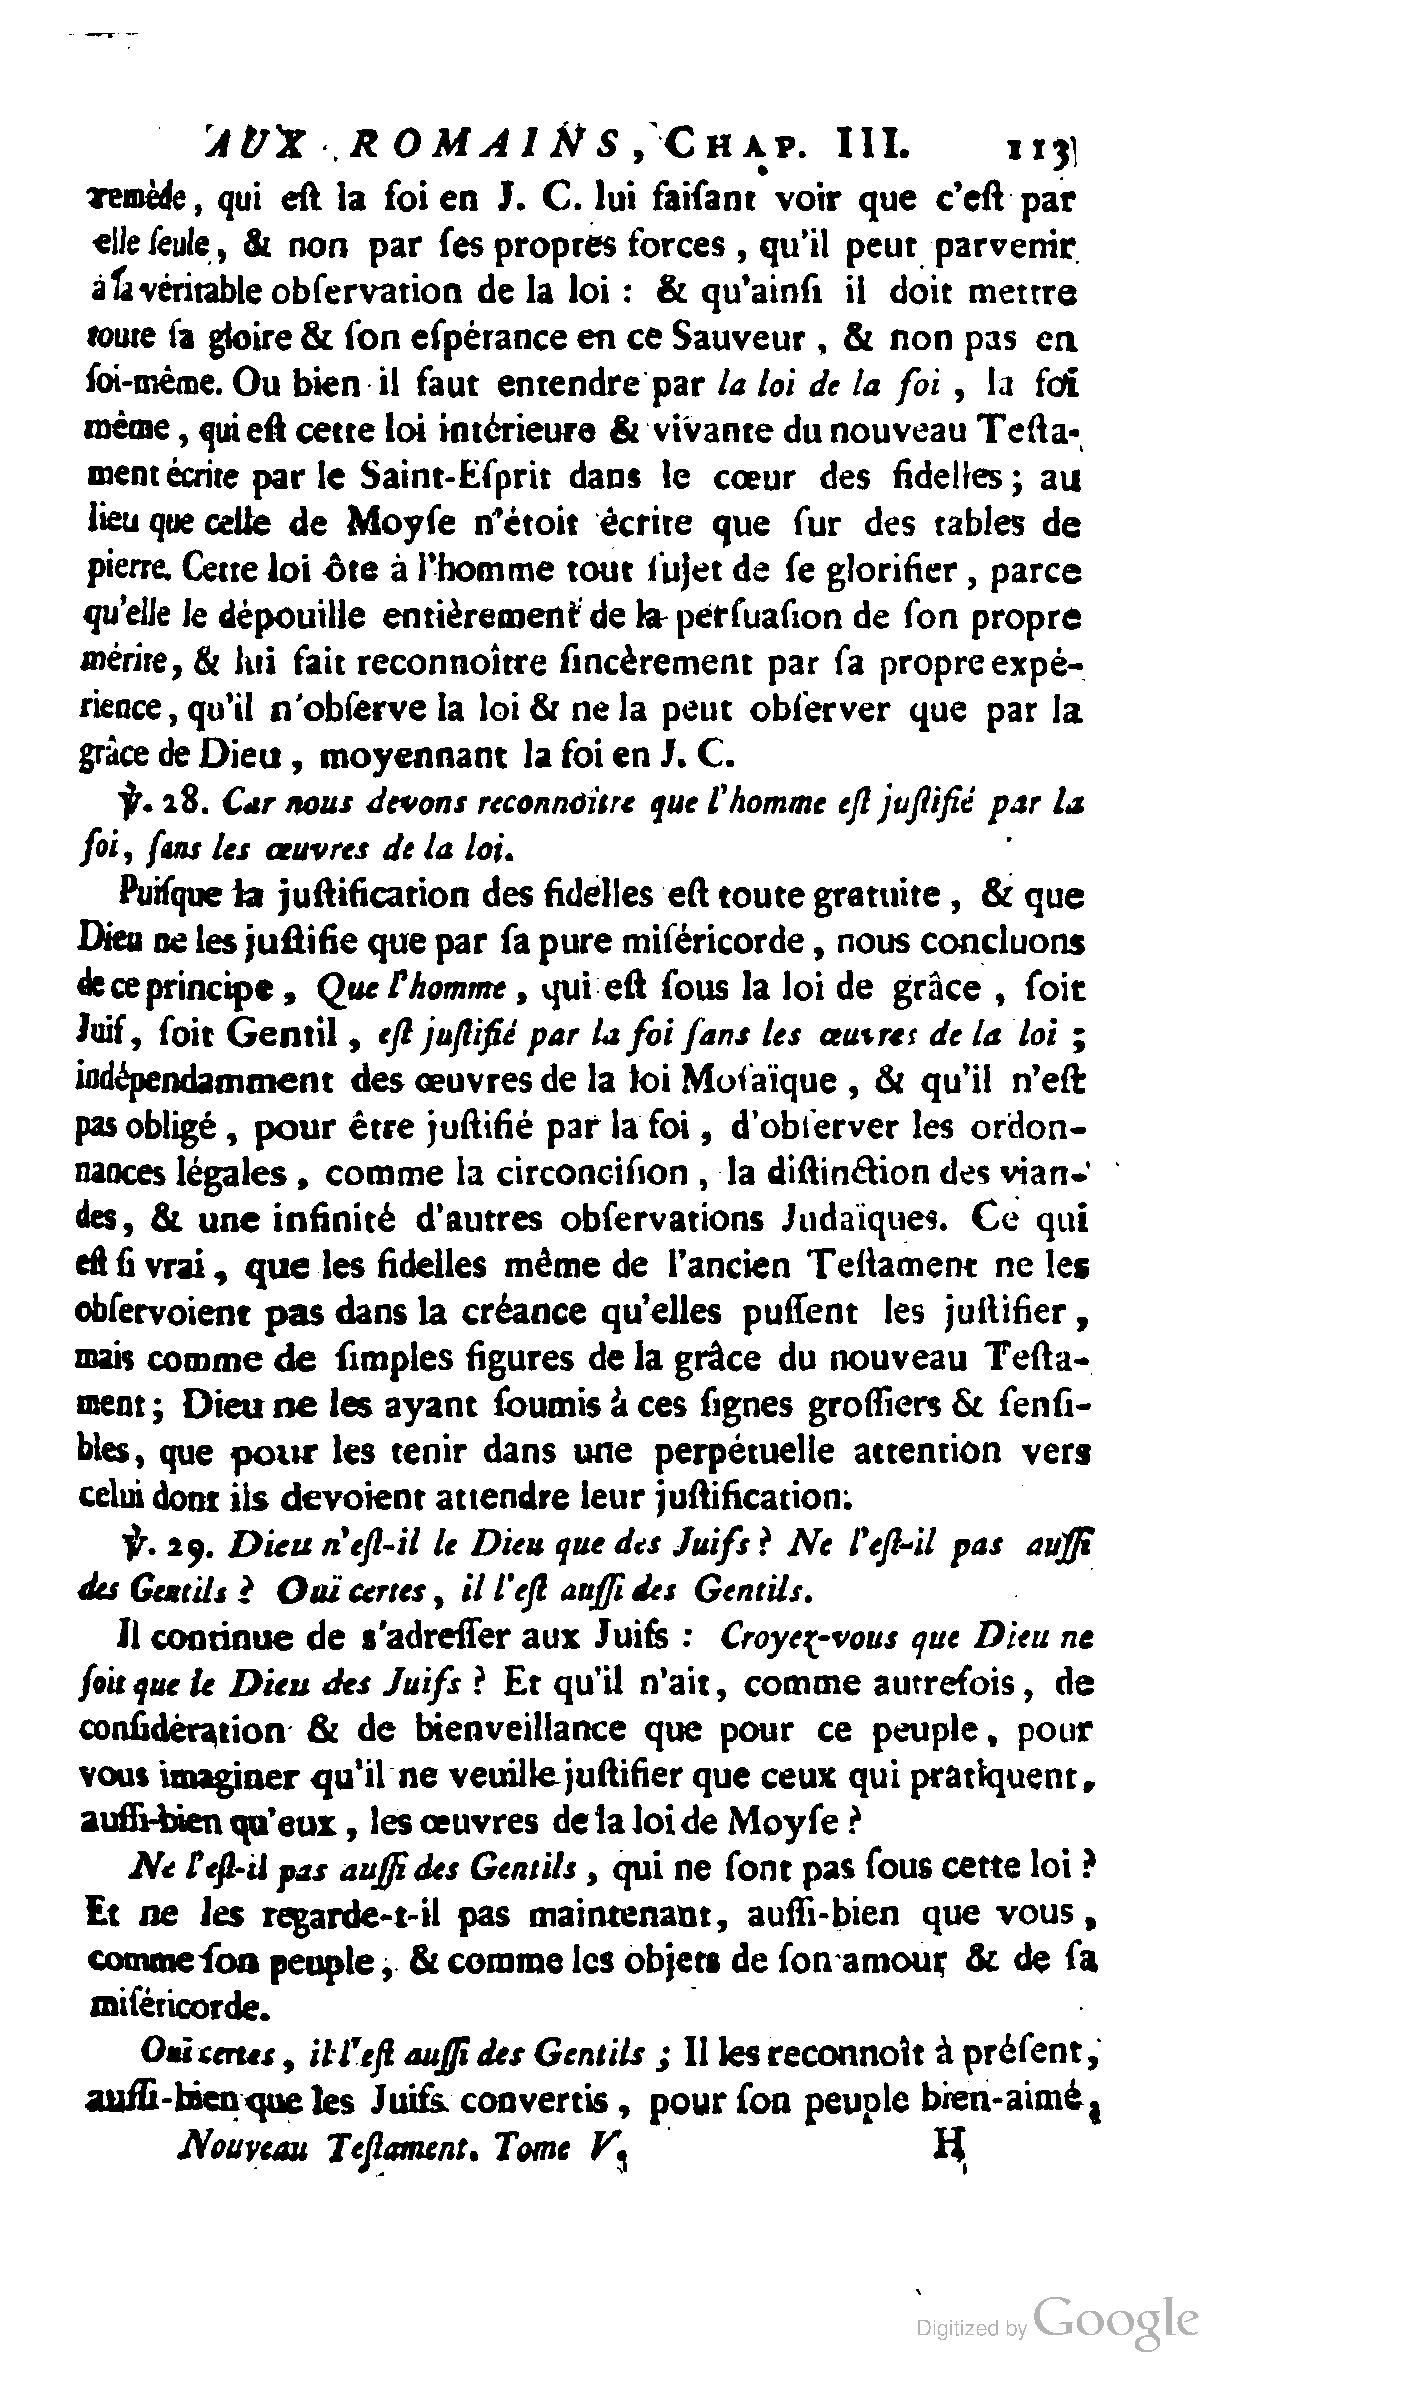 AUX ROMAINS, CHAP. III. 113
remède, qui eſt la foi en J. C. lui faiſant voir que c'eſt par
elle ſeule, & non par ſes propres forces, qu'il peut parvenir
à la véritable obſervation de la loi : & qu'ainſi il doit mettre
toute ſa gloire & ſon eſpérance en ce Sauveur, & non pas en
ſoi-même. Ou bien il faut entendre par la loi de la foi, la foi
même, qui eſt cette loi intérieure & vivante du nouveau Teſta-
ment écrite par le Saint-Eſprit dans le cœur des fidelles; au
lieu que celle de Moyſe n'étoit écrite que ſur des tables de
pierre. Cette loi ôte à l'homme tout ſujet de ſe glorifier, parce
qu'elle le dépouille entièrement de la perſuaſion de ſon propre
mérite, & lui fait reconnoître ſincèrement par ſa propre expé-
rience, qu'il n'obſerve la loi & ne la peut obſerver que par la
grâce de Dieu, moyennant la foi en J. C.
℣. 28. Car nous devons reconnoître que l'homme eſt juſtifié par la
foi, ſans les œuvres de la loi.
Puiſque la juſtification des fidèlles eſt toute gratuite, & que
Dieu ne les juſtifie que par ſa pure miſéricorde, nous concluons
de ce principe, Que l'homme, qui eſt ſous la loi de grâce, ſoit
Juif, ſoit Gentil, eſt juſtifié par la foi ſans les œuvres de la loi;
indépendamment des œuvres de la loi Moſaïque, & qu'il n'eſt
pas obligé, pour être juſtifié par la foi, d'obſerver les ordon-
nances légales, comme la circonciſion, la diſtinction des vian-
des, & une infinité d'autres obſervations Judaïques. Ce qui
eſt ſi vrai, que les fidelles même de l'ancien Teſtament ne les
obſervoient pas dans la créance qu'elles puſſent les juſtifier,
mais comme de ſimples figures de la grâce du nouveau Teſta-
ment; Dieu ne les ayant ſoumis à ces ſignes groſſiers & ſenſi-
bles, que pour les tenir dans une perpétuelle attention vers
celui dont ils devoient attendre leur juſtification.
℣. 29. Dieu n'eſt-il le Dieu que des Juifs? Ne l'eſt-il pas auſſi
des Gentils? Ouï certes, il l'eſt auſſi des Gentils.
Il continue de s'adreſſer aux Juifs : Croyez-vous que Dieu ne
ſoit que le Dieu des Juifs? Et qu'il n'ait, comme autrefois, de
conſidération & de bienveillance que pour ce peuple, pour
vous imaginer qu'il ne veuille juſtifier que ceux qui pratiquent,
auſſi-bien qu'eux, les œuvres de la loi de Moyſe?
Ne l'eſt-il pas auſſi des Gentils, qui ne ſont pas ſous cette loi?
Et ne les regarde-t-il pas maintenant, auſſi-bien que vous,
comme ſon peuple, & comme les objets de ſon amour & de ſa
miſéricorde.
Ouï certes, il l'eſt auſſi des Gentils; Il les reconnoît à préſent,
auſſi-bien que les Juifs convertis, pour ſon peuple bien-aimé,
Nouveau Teſtament. Tome V. H
Digitized by Google